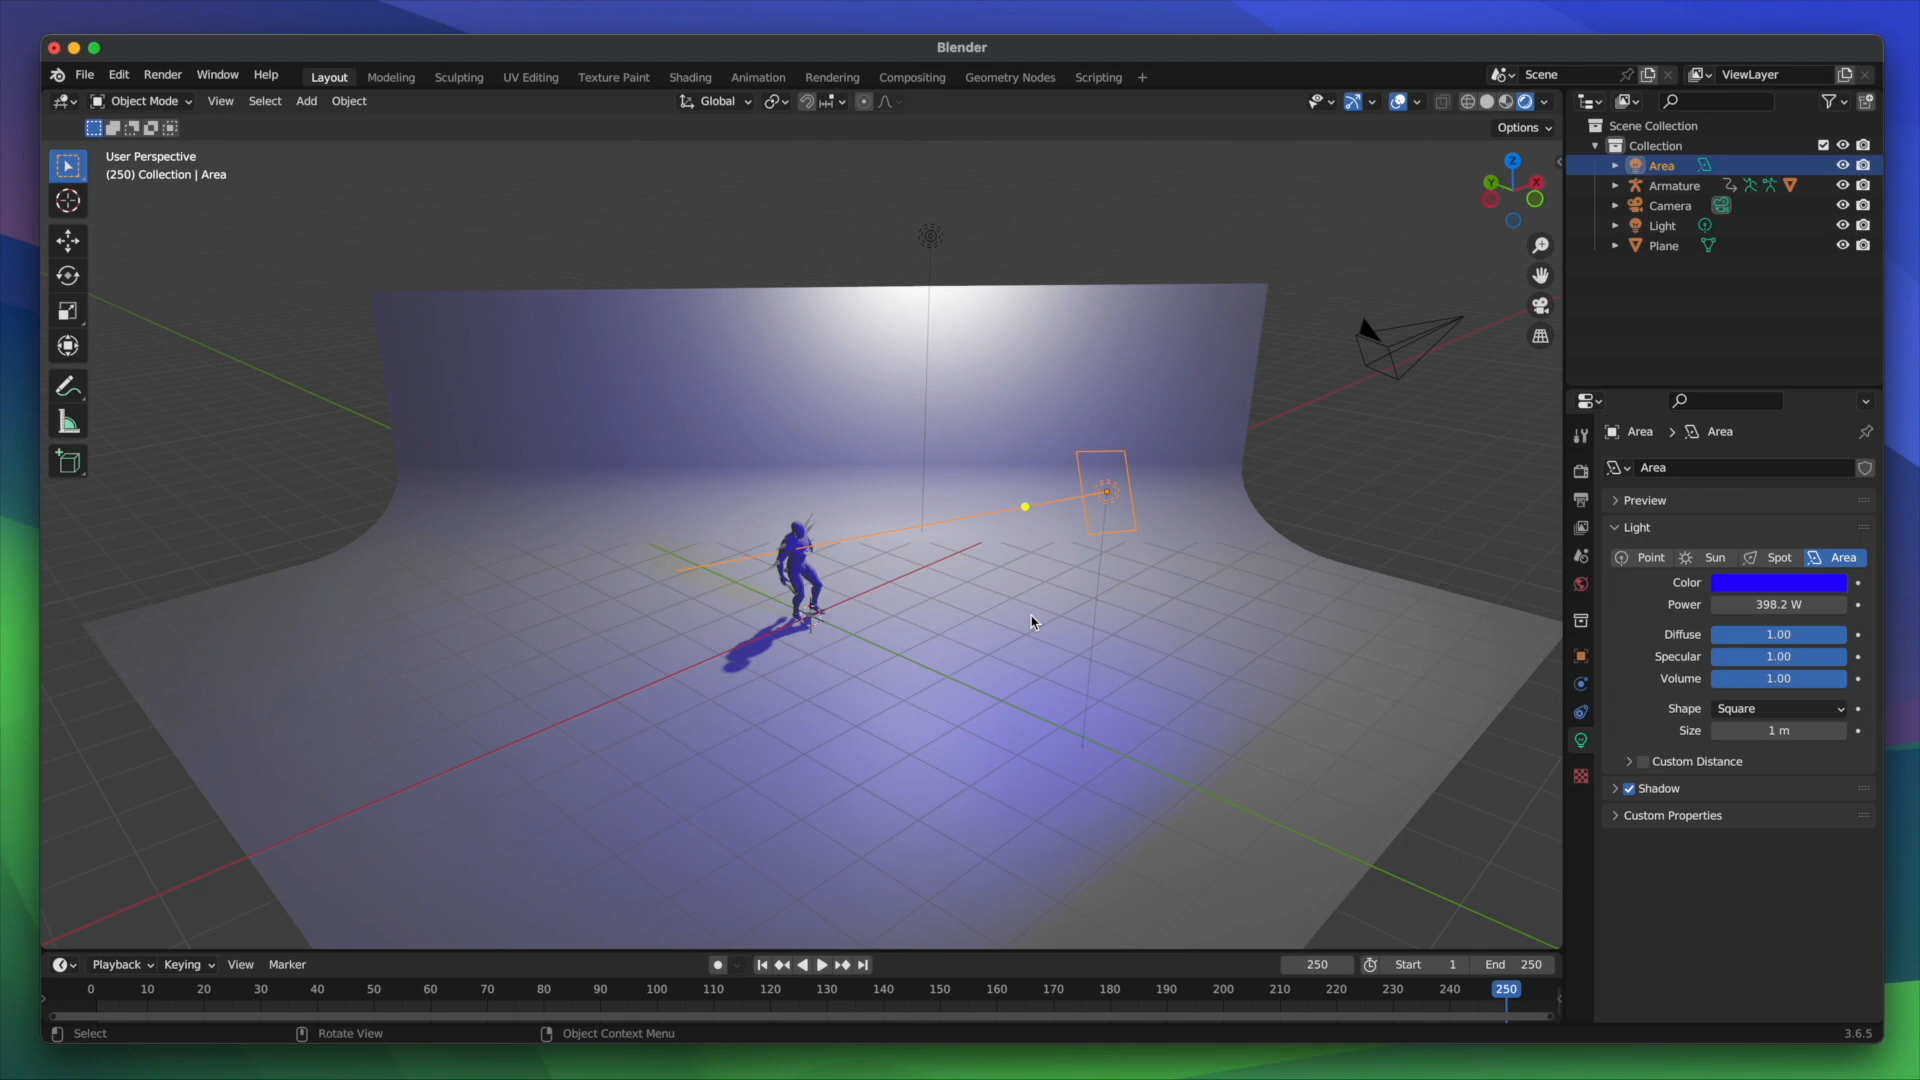 Blender
File Edit Render Window Help Layout Modeling Sculpting UV Editing Texture Paint Shading Animation Rendering Compositing Geometry Nodes Scripting + Scene ViewLayer
Object Mode View Select Add Object Global
Options
User Perspective
(250) Collection | Area
Z
Y
X
Scene Collection
Collection
Area
Armature
Camera
Light
Plane
Area > Area
Area
Preview
Light
Point Sun Spot Area
Color
Power 398.2 W
Diffuse 1.00
Specular 1.00
Volume 1.00
Shape Square
Size 1 m
Custom Distance
Shadow
Custom Properties
Playback Keying View Marker 250 Start 1 End 250
0 10 20 30 40 50 60 70 80 90 100 110 120 130 140 150 160 170 180 190 200 210 220 230 240 250
Select Rotate View Object Context Menu 3.6.5